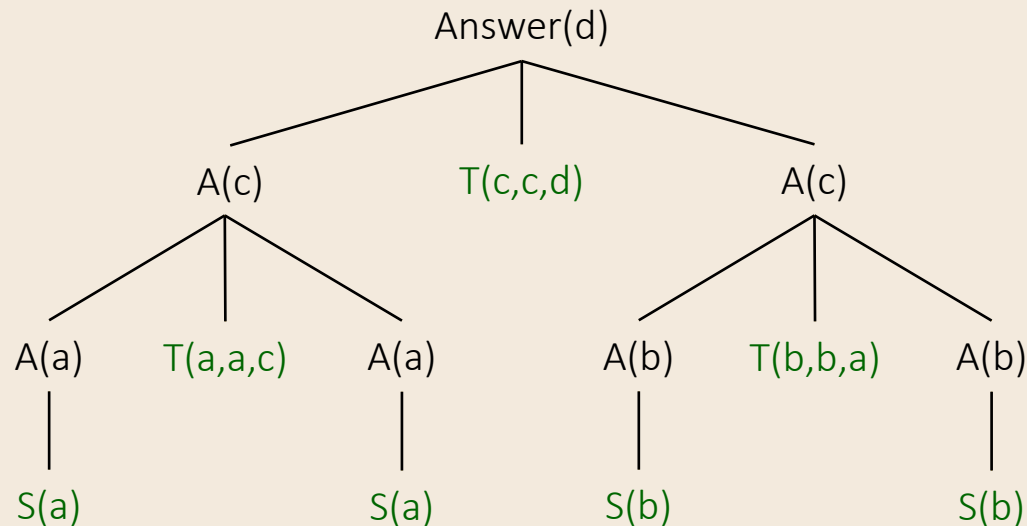 Answer(d)
A(c) T(c,c,d) A(c)
A(a) T(a,a,c) A(a) A(b) T(b,b,a) A(b)
S(a) S(a) S(b) S(b)